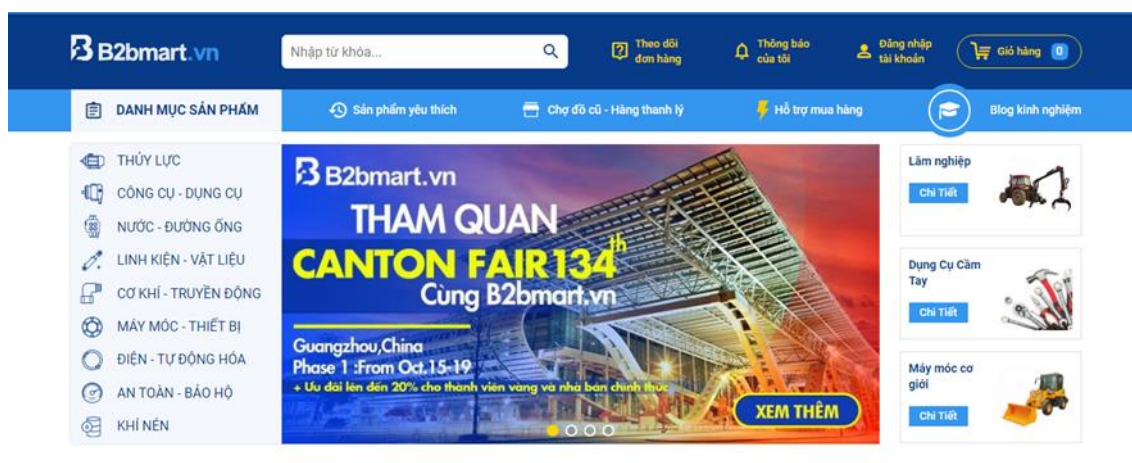 B2bmart.vn
Nhập từ khóa...
Theo dõi
đơn hàng
Thông báo
của tôi
Đăng nhập
tài khoản
Giỏ hàng 0
DANH MỤC SẢN PHẨM
Sản phẩm yêu thích
Chợ đồ cũ - Hàng thanh lý
Hỗ trợ mua hàng
Blog kinh nghiệm
THỦY LỰC
CÔNG CỤ - DỤNG CỤ
NƯỚC - ĐƯỜNG ỐNG
LINH KIỆN - VẬT LIỆU
CƠ KHÍ - TRUYỀN ĐỘNG
MÁY MÓC - THIẾT BỊ
ĐIỆN - TỰ ĐỘNG HÓA
AN TOÀN - BẢO HỘ
KHÍ NÉN
B2bmart.vn
THAM QUAN
CANTON FAIR 134th
Cùng B2bmart.vn
Guangzhou,China
Phase 1 :From Oct.15-19
+ Ưu đãi lên đến 20% cho thành viên vàng và nhà bán chính thức
XEM THÊM
Lâm nghiệp
Chi Tiết
Dụng Cụ Cầm
Tay
Chi Tiết
Máy móc cơ
giới
Chi Tiết